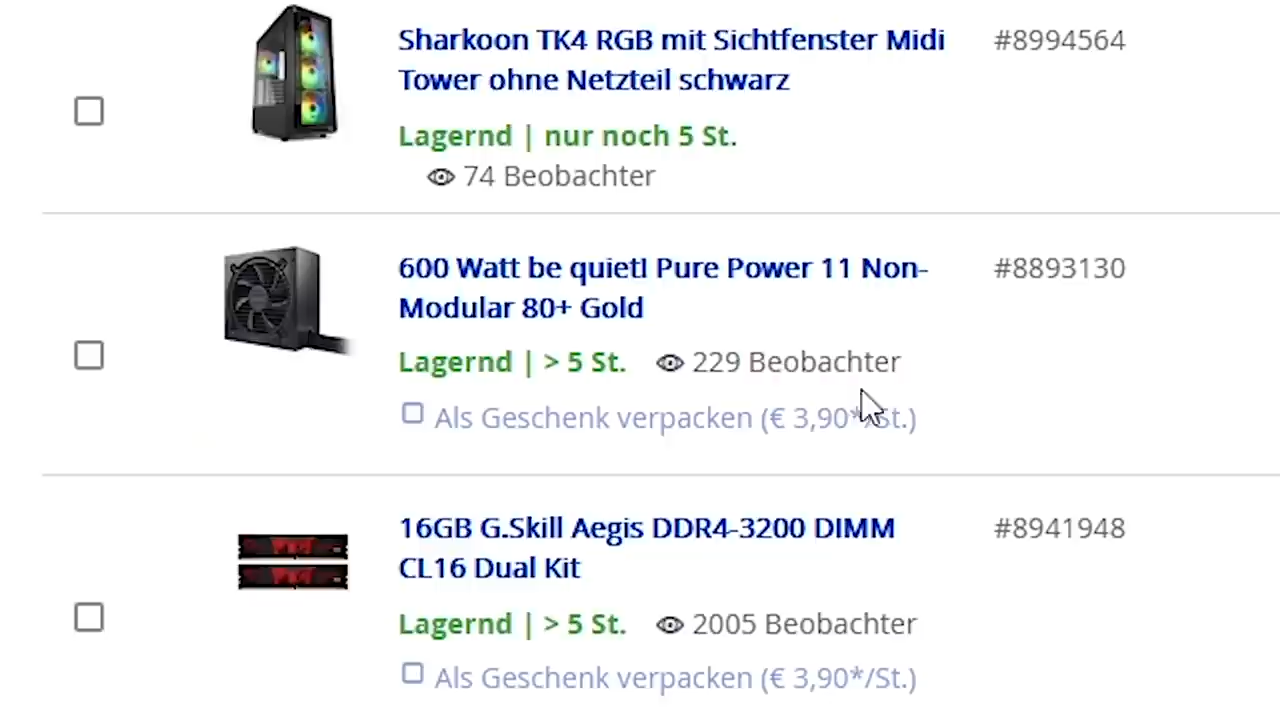 Sharkoon TK4 RGB mit Sichtfenster Midi
Tower ohne Netzteil schwarz
#8994564
Lagernd | nur noch 5 St.
74 Beobachter
600 Watt be quiet! Pure Power 11 Non-
Modular 80+ Gold
#8893130
Lagernd | > 5 St. 229 Beobachter
Als Geschenk verpacken (€ 3,90*/St.)
16GB G.Skill Aegis DDR4-3200 DIMM
CL16 Dual Kit
#8941948
Lagernd | > 5 St. 2005 Beobachter
Als Geschenk verpacken (€ 3,90*/St.)